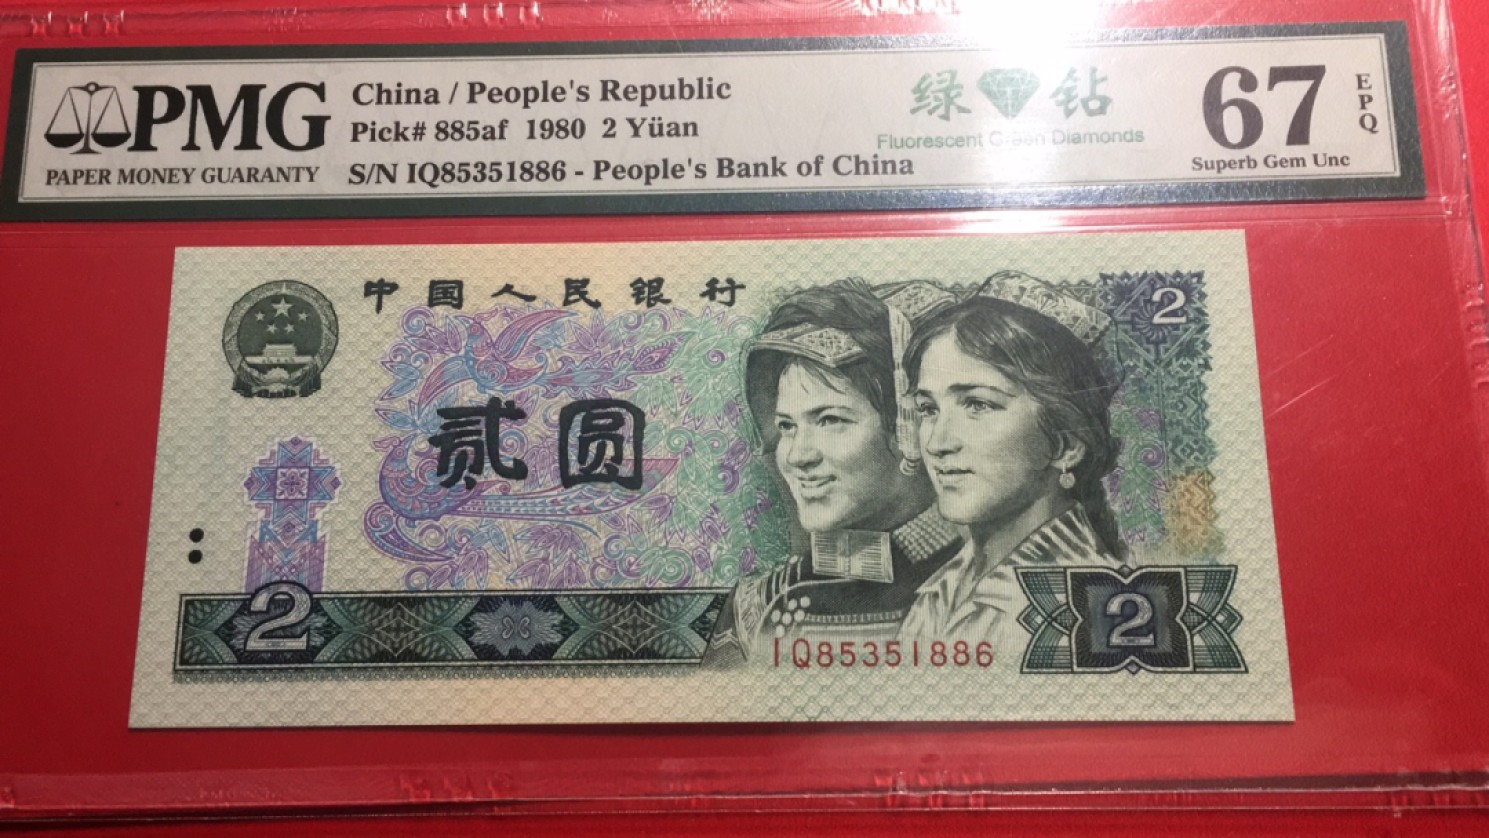 PMG
PAPER MONEY GUARANTY
China / People's Republic
Pick# 885af 1980 2 Yüan
S/N IQ85351886 - People's Bank of China
绿 钻
Fluorescent Green Diamonds
67
EPQ
Superb Gem Unc
中国人民银行
2
贰圆
2
2
IQ85351886